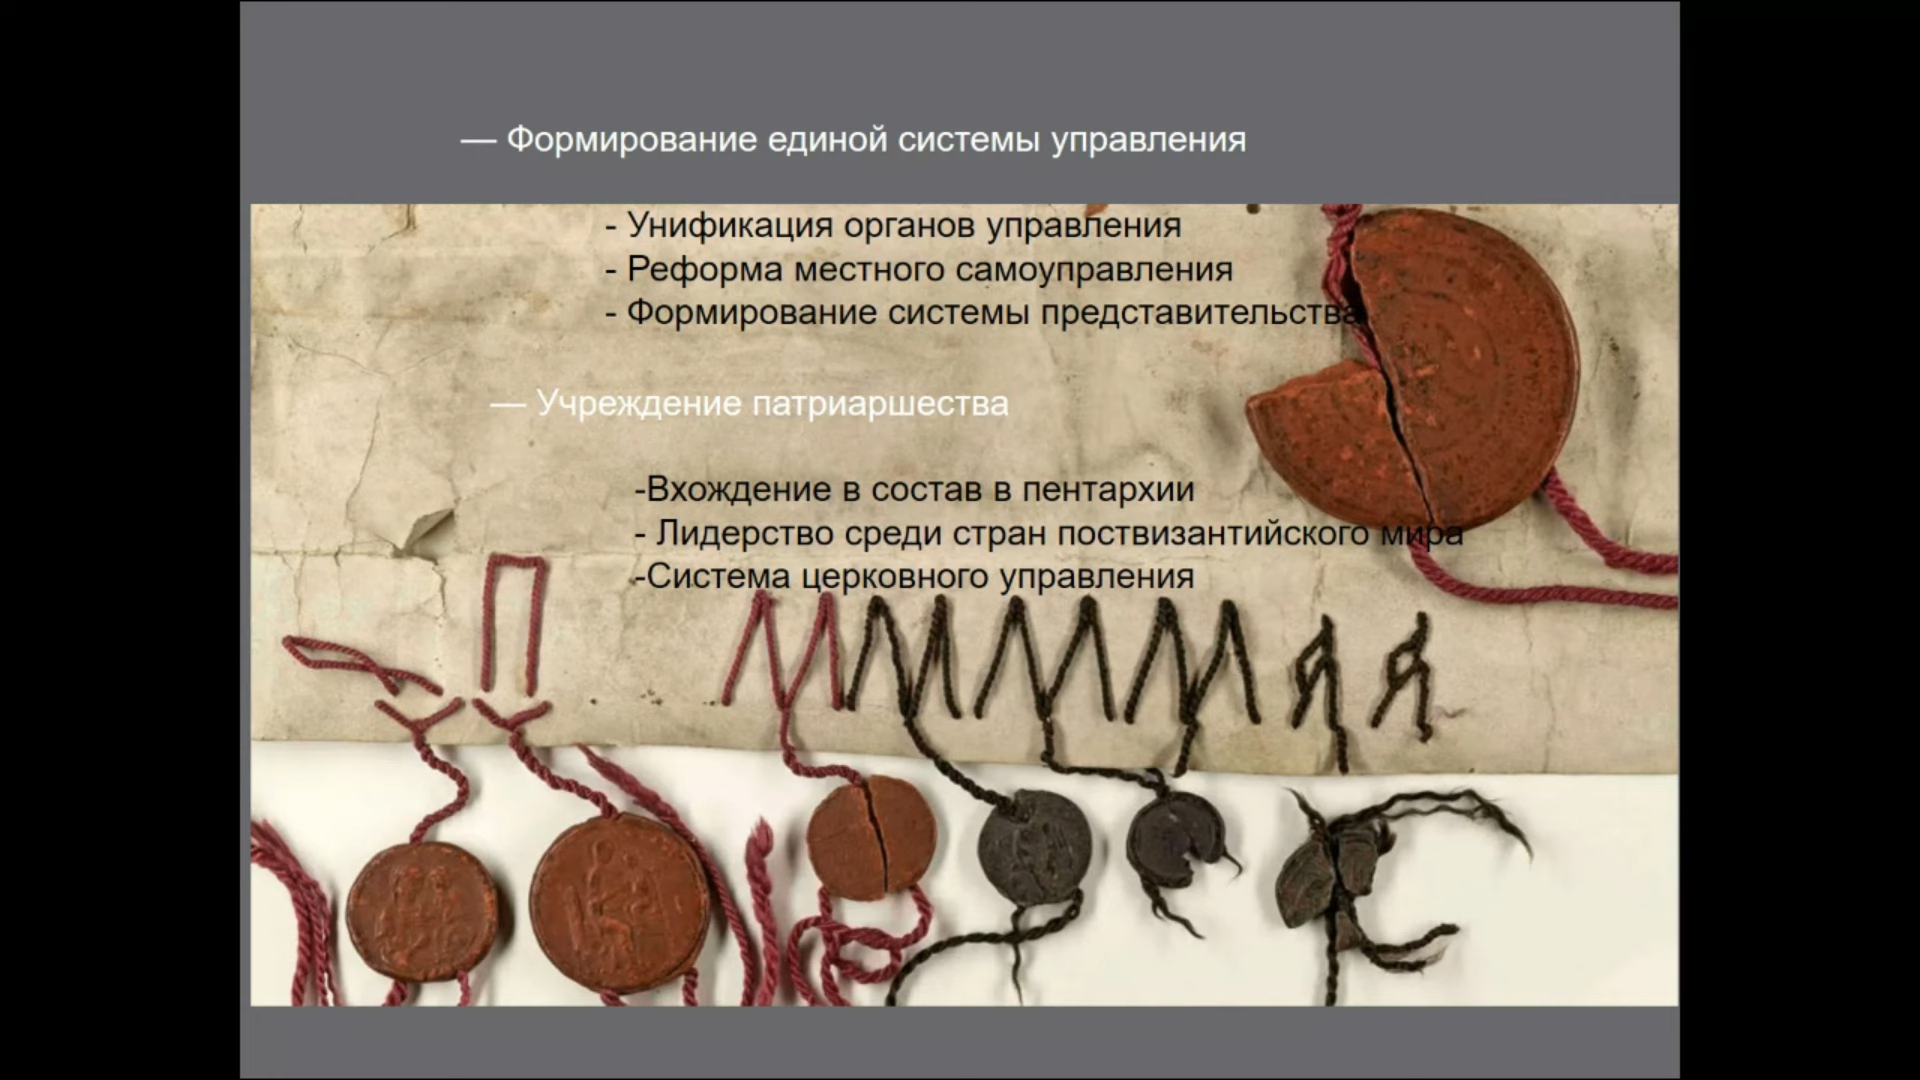 — Формирование единой системы управления
- Унификация органов управления
- Реформа местного самоуправления
- Формирование системы представительства
— Учреждение патриаршества
-Вхождение в состав в пентархии
- Лидерство среди стран поствизантийского мира
-Система церковного управления